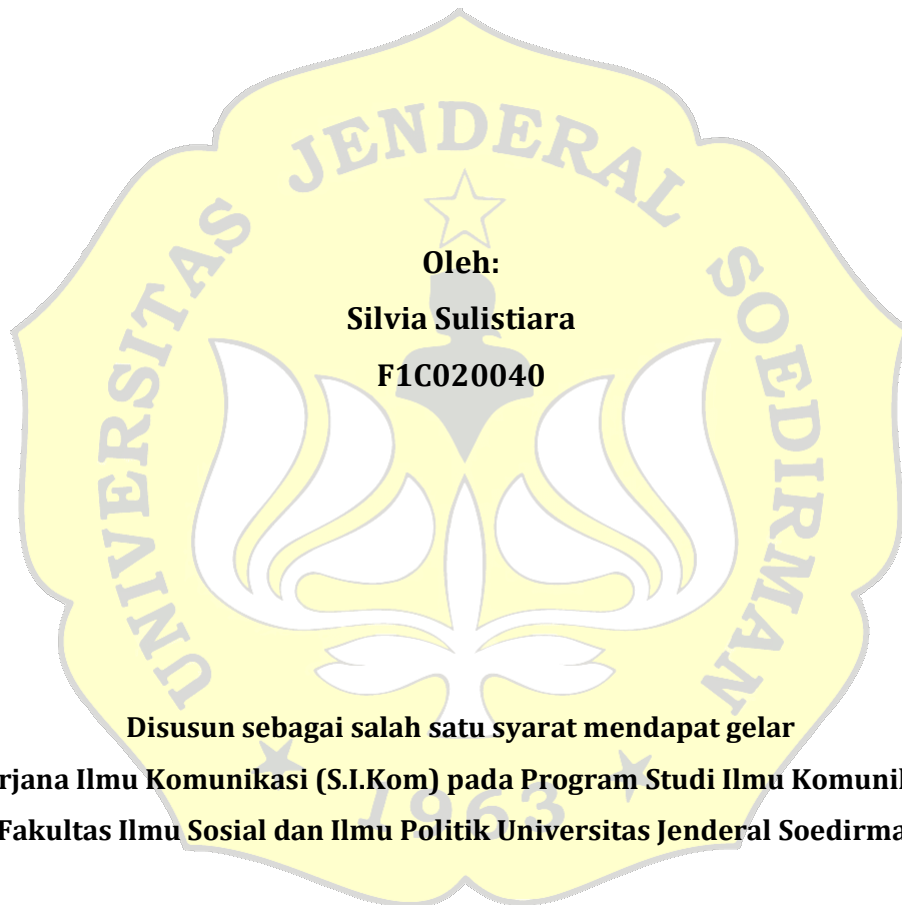 UNIVERSITAS JENDERAL SOEDIRMAN
Oleh:
Silvia Sulistiara
F1C020040
Disusun sebagai salah satu syarat mendapat gelar
rjana Ilmu Komunikasi (S.I.Kom) pada Program Studi Ilmu Komunik
Fakultas Ilmu Sosial dan Ilmu Politik Universitas Jenderal Soedirma
1963